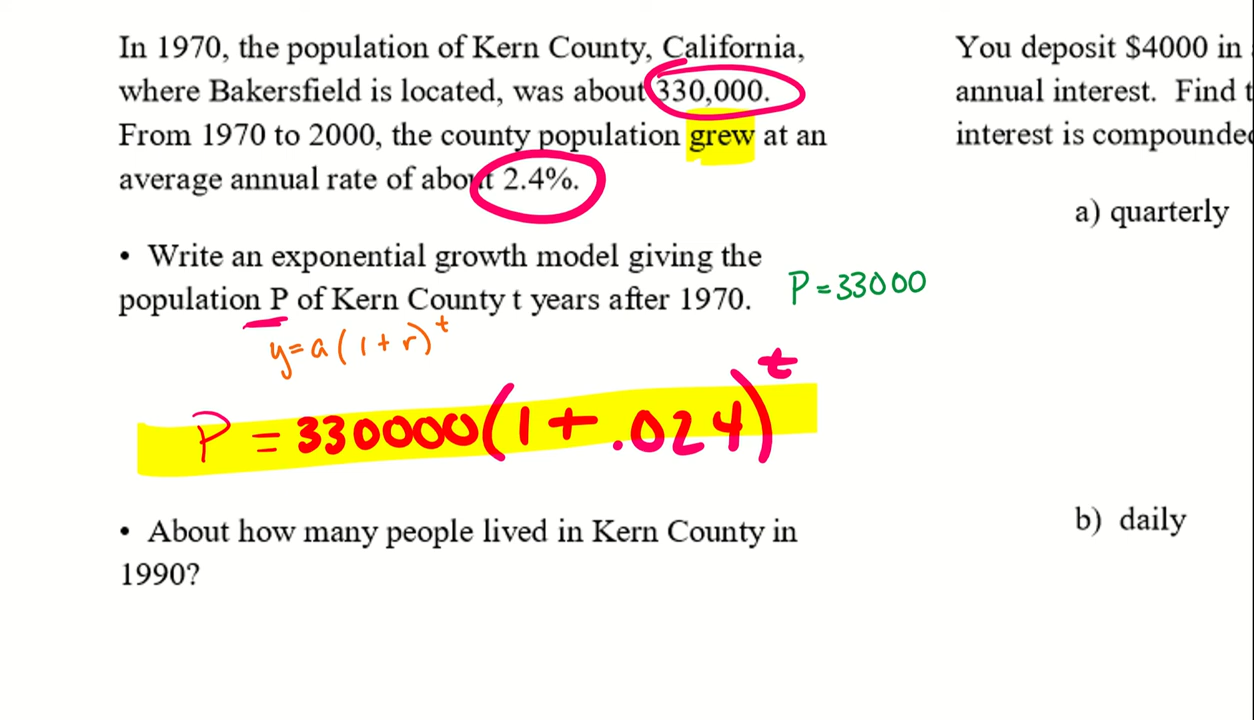 In 1970, the population of Kern County, California,
where Bakersfield is located, was about 330,000.
From 1970 to 2000, the county population grew at an
average annual rate of about 2.4%.
• Write an exponential growth model giving the
population P of Kern County t years after 1970.
P = 33000
y = a ( 1 + r )^t
P = 330000 ( 1 + .024 )^t
• About how many people lived in Kern County in
1990?
You deposit $4000 in
annual interest. Find t
interest is compounde
a) quarterly
b) daily